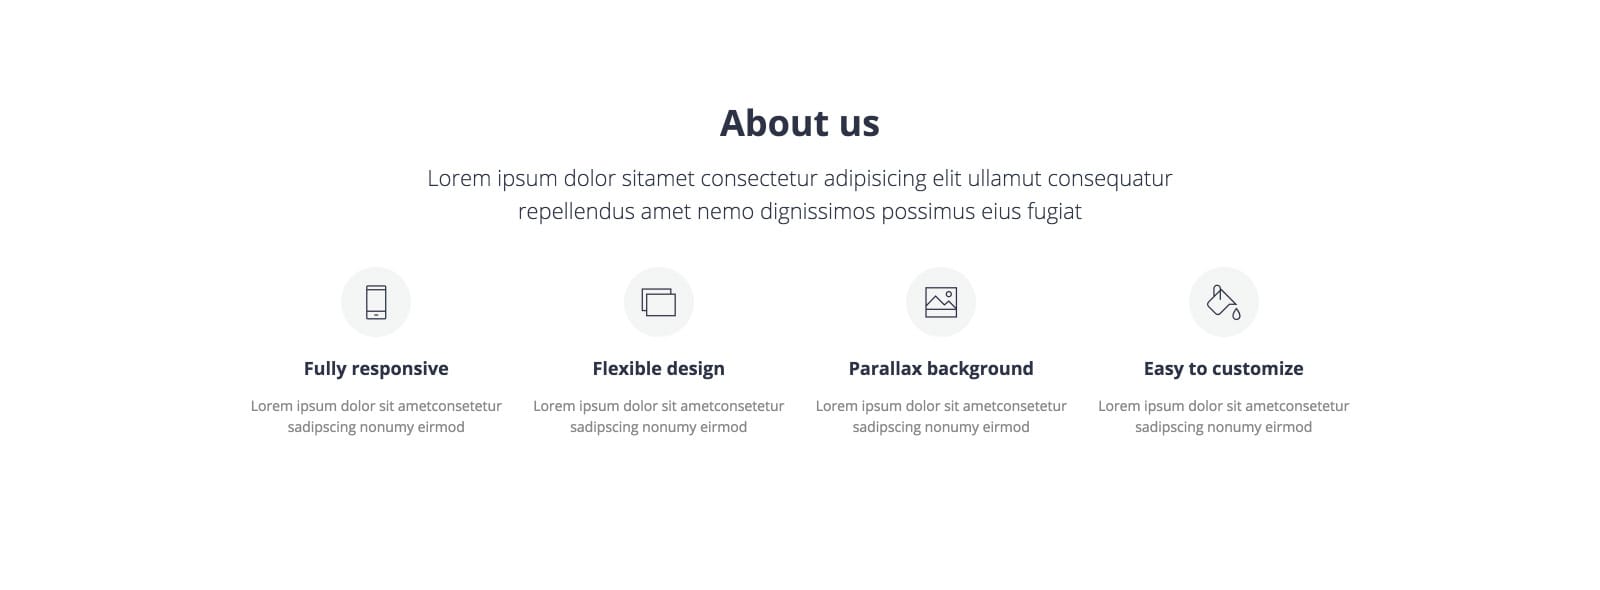 About us
Lorem ipsum dolor sitamet consectetur adipisicing elit ullamut consequatur
repellendus amet nemo dignissimos possimus eius fugiat
Fully responsive
Lorem ipsum dolor sit ametconsetetur
sadipscing nonumy eirmod
Flexible design
Lorem ipsum dolor sit ametconsetetur
sadipscing nonumy eirmod
Parallax background
Lorem ipsum dolor sit ametconsetetur
sadipscing nonumy eirmod
Easy to customize
Lorem ipsum dolor sit ametconsetetur
sadipscing nonumy eirmod